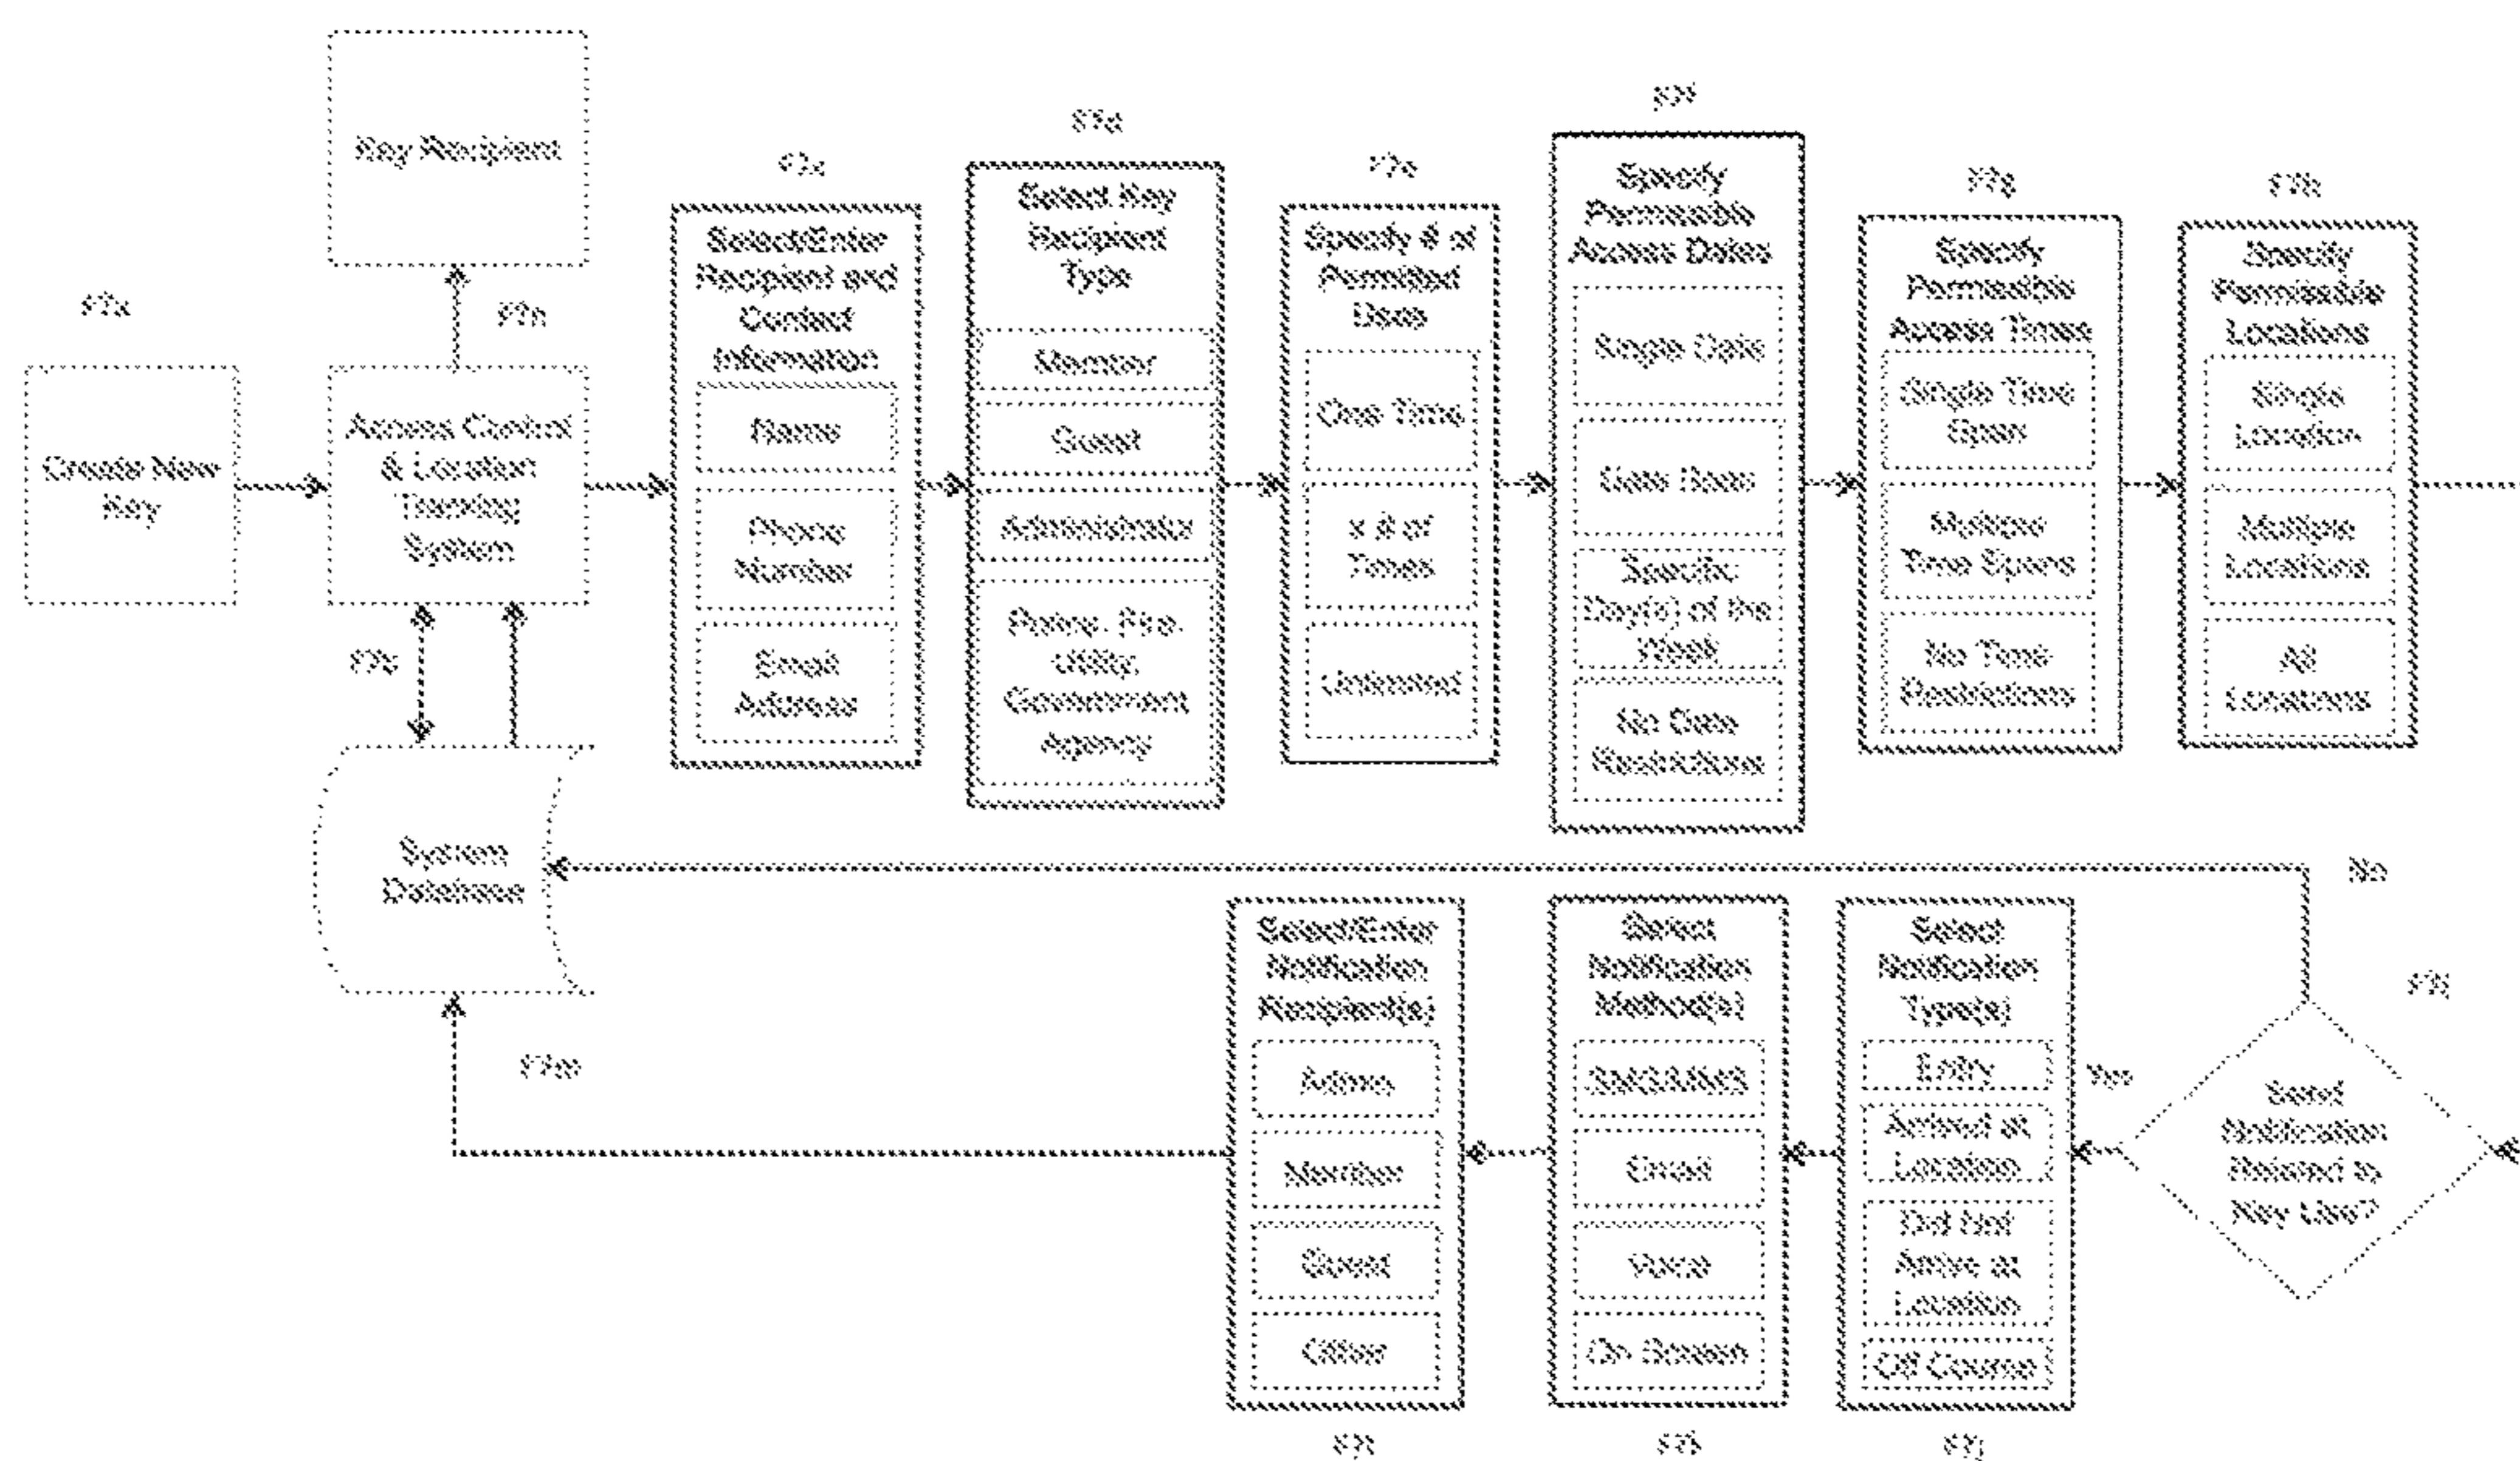 Key Recipient
Create New
Key
Access Control
& Location
Tracking
System
System
Database
Select/Enter
Recipient and
Contact
Information
Name
Phone
Number
Email
Address
Select Key
Recipient
Type
Member
Guest
Administrator
Police, Fire,
Utility,
Government
Agency
Specify # of
Permitted
Uses
One Time
x # of
Times
Unlimited
Specify
Permissible
Access Dates
Single Date
Date Range
Specific
Day(s) of the
Week
No Date
Restrictions
Specify
Permissible
Access Times
Single Time
Span
Multiple
Time Spans
No Time
Restrictions
Specify
Permissible
Locations
Single
Location
Multiple
Locations
All
Locations
No
Send
Notification
Related to
Key Use?
Yes
Select
Notification
Type(s)
Entry
Arrival at
Location
Did Not
Arrive at
Location
Off Course
Select
Notification
Method(s)
SMS/MMS
Email
Voice
On Screen
Select/Enter
Notification
Recipient(s)
Admin
Member
Guest
Other